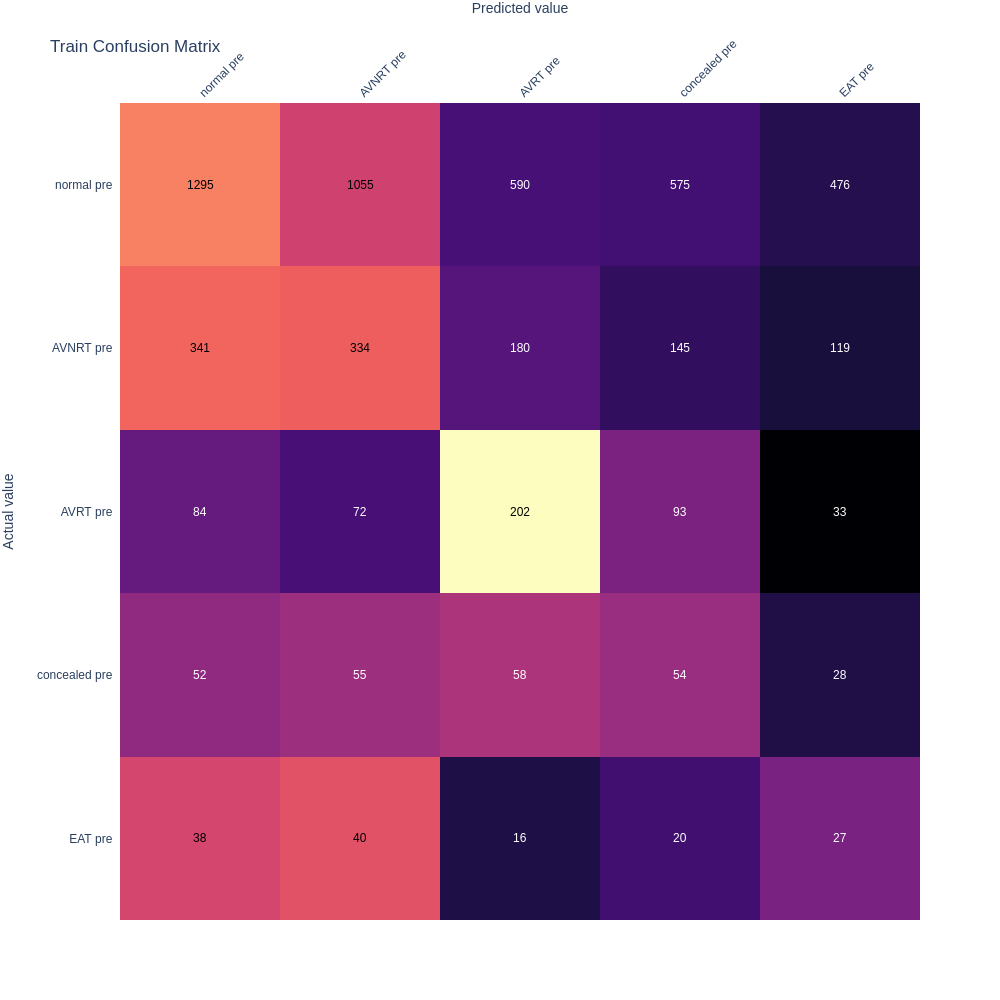 Predicted value
Train Confusion Matrix
normal pre AVNRT pre AVRT pre concealed pre EAT pre
normal pre 1295 1055 590 575 476
AVNRT pre 341 334 180 145 119
AVRT pre 84 72 202 93 33
concealed pre 52 55 58 54 28
EAT pre 38 40 16 20 27
Actual value